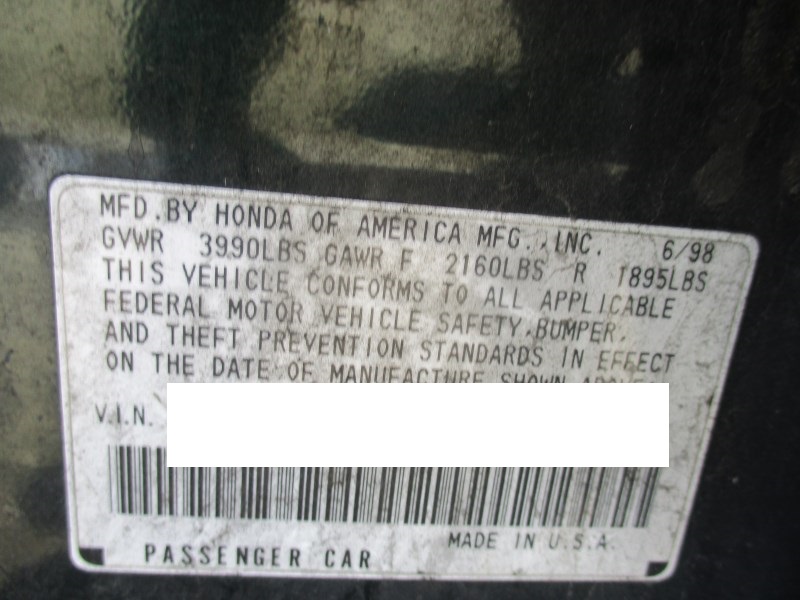 MFD.BY HONDA OF AMERICA MFG.,INC. 6/98
GVWR 3990LBS GAWR F 2160LBS R 1895LBS
THIS VEHICLE CONFORMS TO ALL APPLICABLE
FEDERAL MOTOR VEHICLE SAFETY,BUMPER,
AND THEFT PREVENTION STANDARDS IN EFFECT
ON THE DATE OF MANUFACTURE SHOWN
V.I.N.
PASSENGER CAR MADE IN U.S.A.